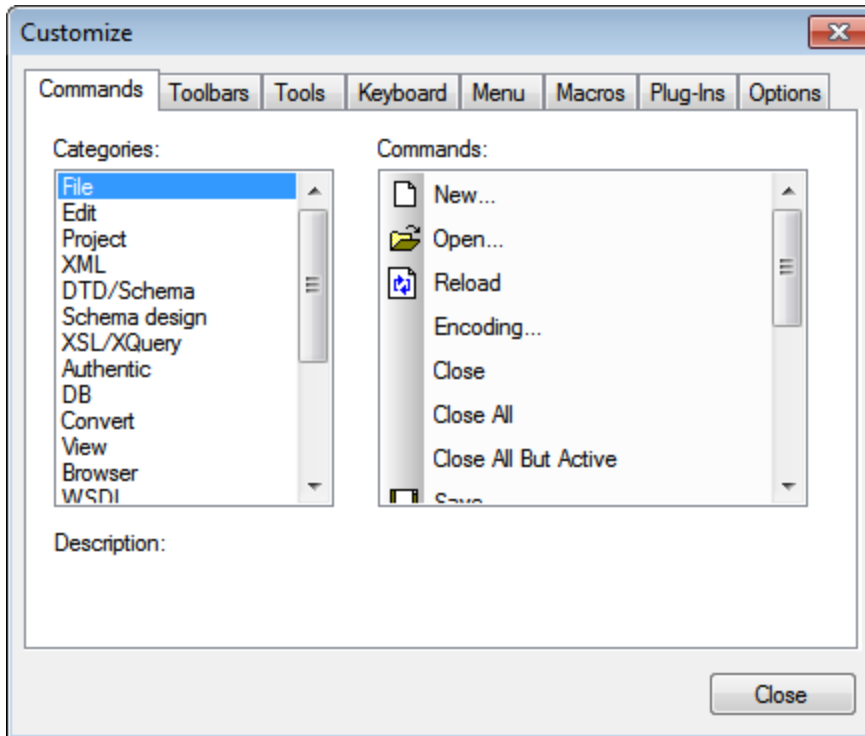 Customize
Commands Toolbars Tools Keyboard Menu Macros Plug-Ins Options
Categories:
File
Edit
Project
XML
DTD/Schema
Schema design
XSL/XQuery
Authentic
DB
Convert
View
Browser
WSDL
Commands:
New...
Open...
Reload
Encoding...
Close
Close All
Close All But Active
Save
Description:
Close